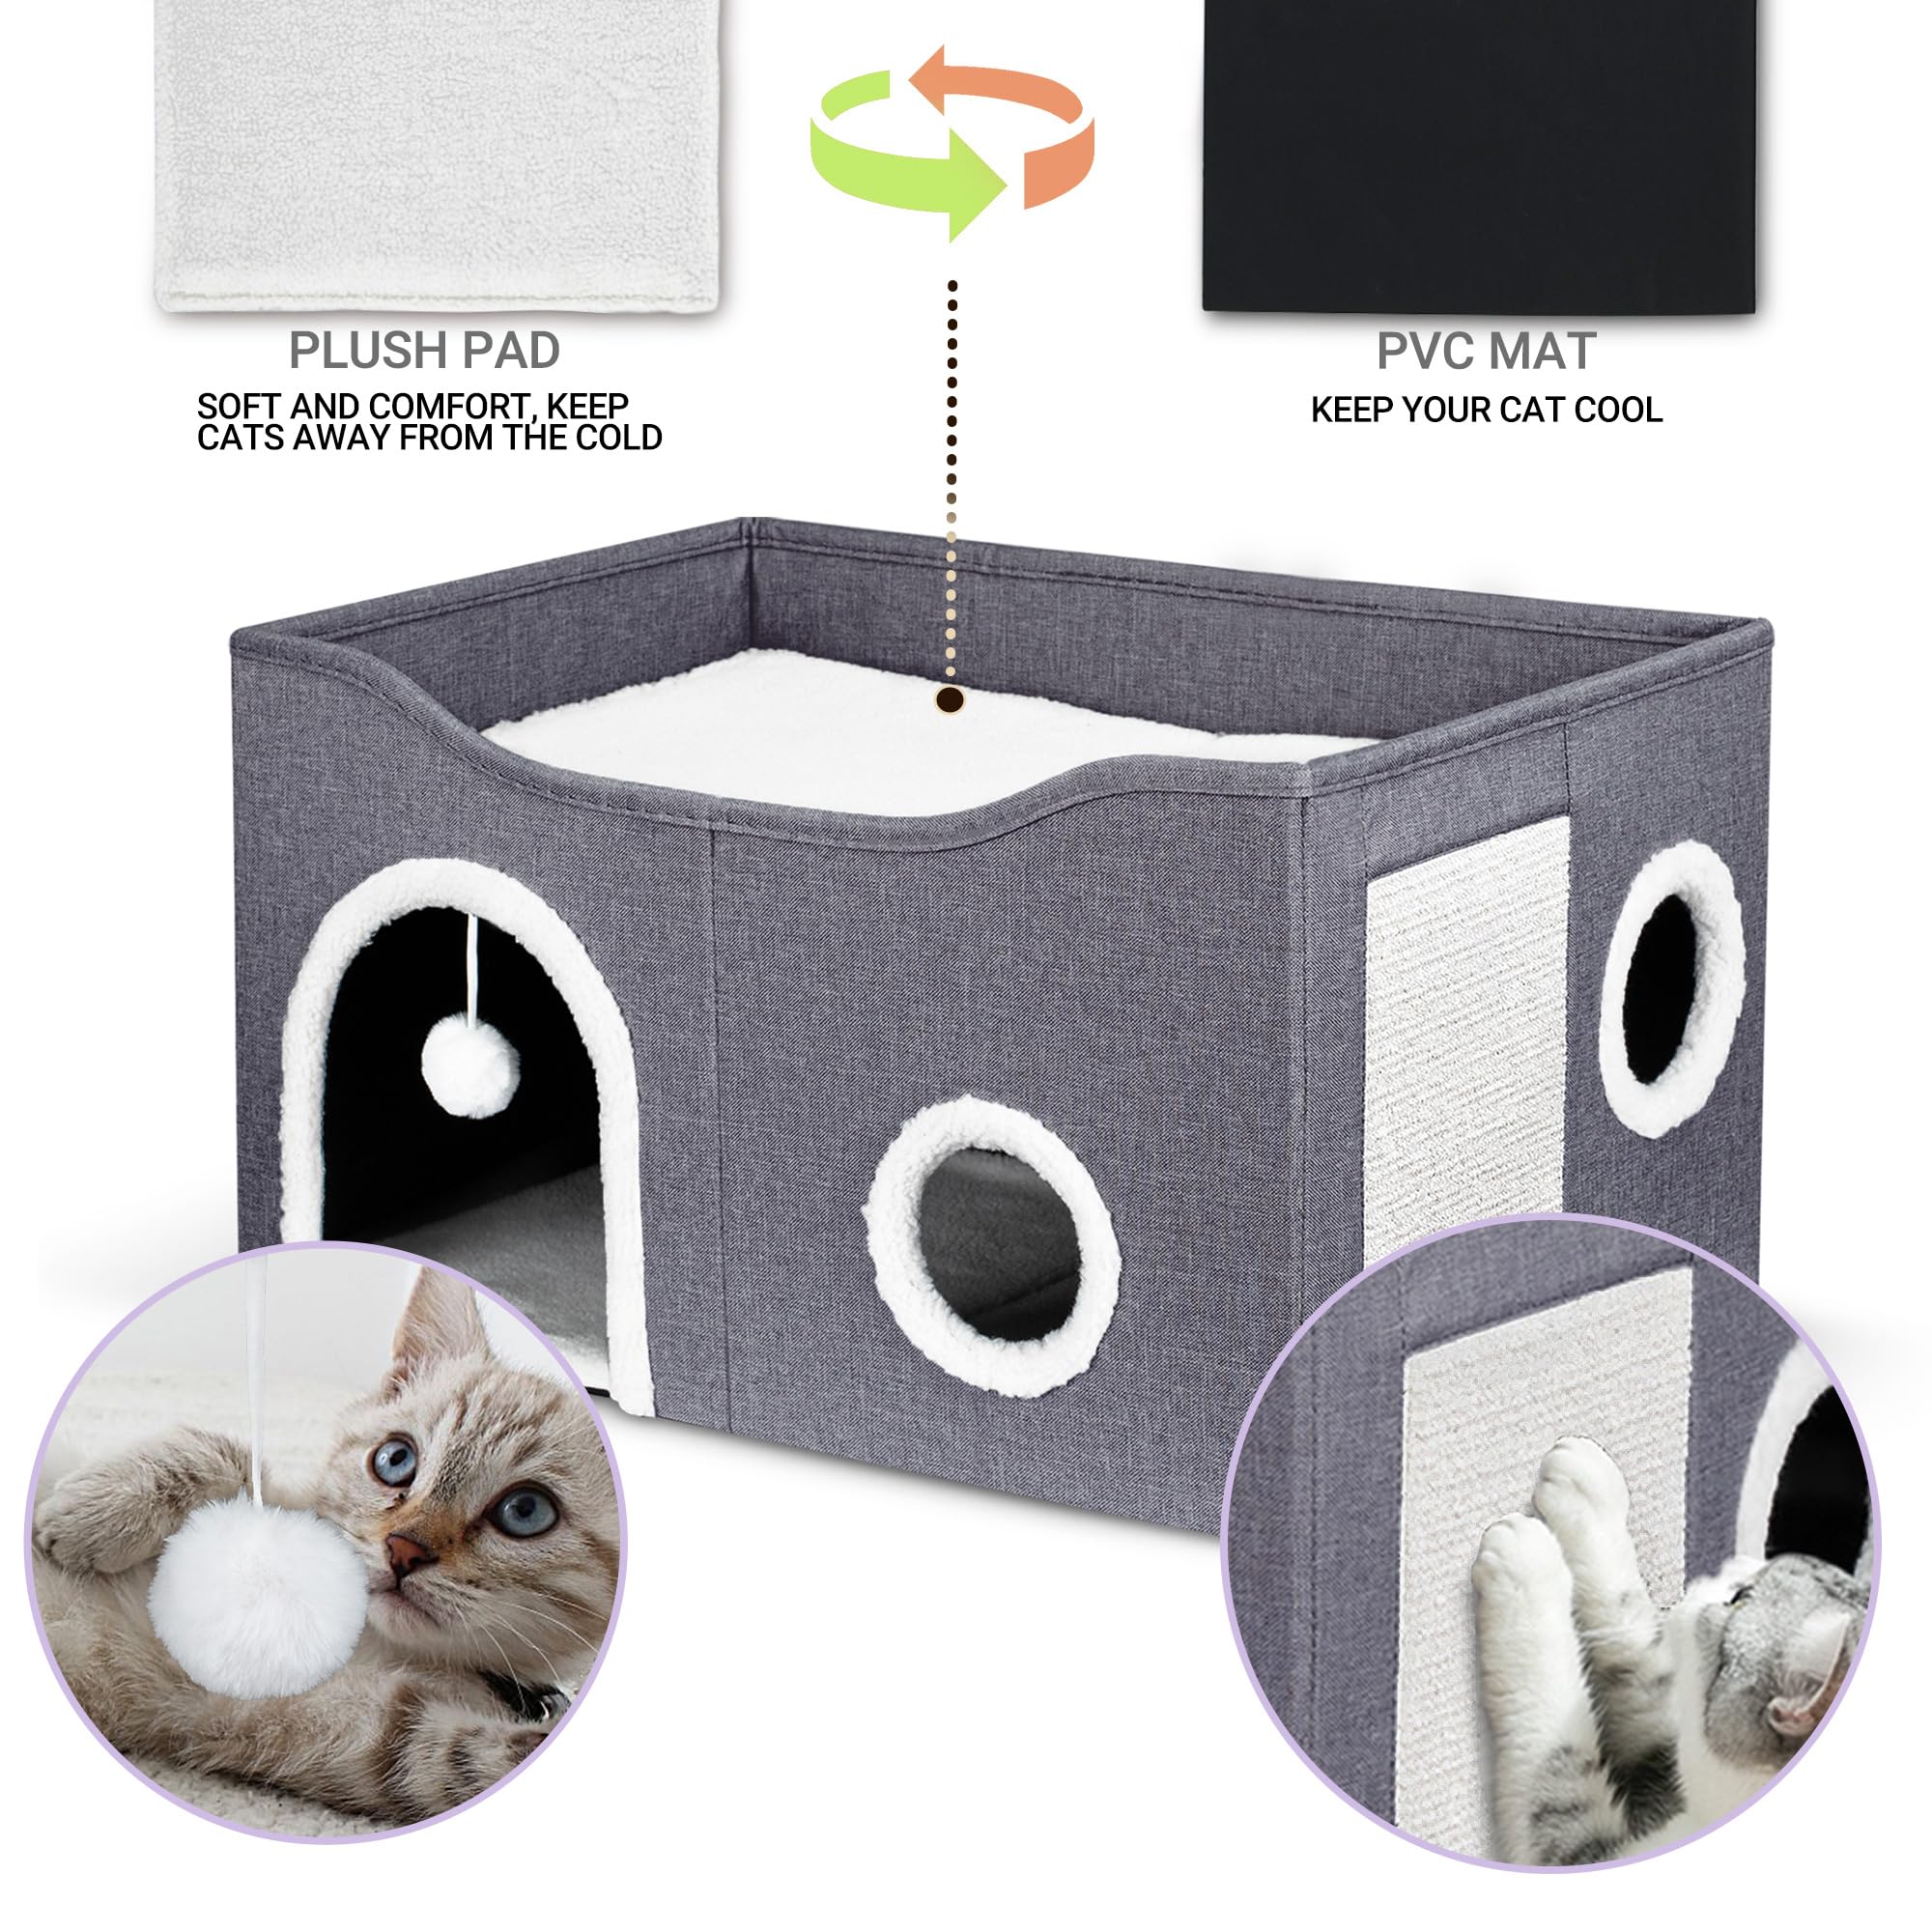 PLUSH PAD
SOFT AND COMFORT, KEEP
CATS AWAY FROM THE COLD
PVC MAT
KEEP YOUR CAT COOL